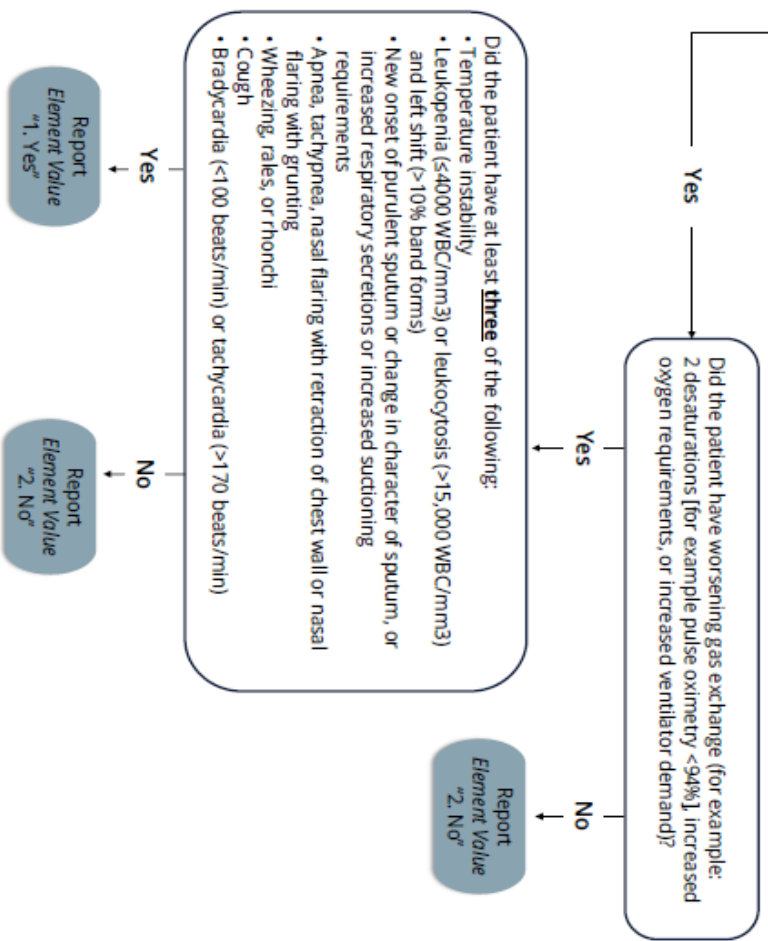 Yes
Did the patient have worsening gas exchange (for example:
2 desaturations [for example pulse oximetry <94%], increased
oxygen requirements, or increased ventilator demand)?
Yes
No
Did the patient have at least three of the following:
• Temperature instability
• Leukopenia (≤4000 WBC/mm3) or leukocytosis (>15,000 WBC/mm3)
and left shift (>10% band forms)
• New onset of purulent sputum or change in character of sputum, or
increased respiratory secretions or increased suctioning
requirements
• Apnea, tachypnea, nasal flaring with retraction of chest wall or nasal
flaring with grunting
• Wheezing, rales, or rhonchi
• Cough
• Bradycardia (<100 beats/min) or tachycardia (>170 beats/min)
Report
Element Value
"2. No"
Yes
No
Report
Element Value
"1. Yes"
Report
Element Value
"2. No"